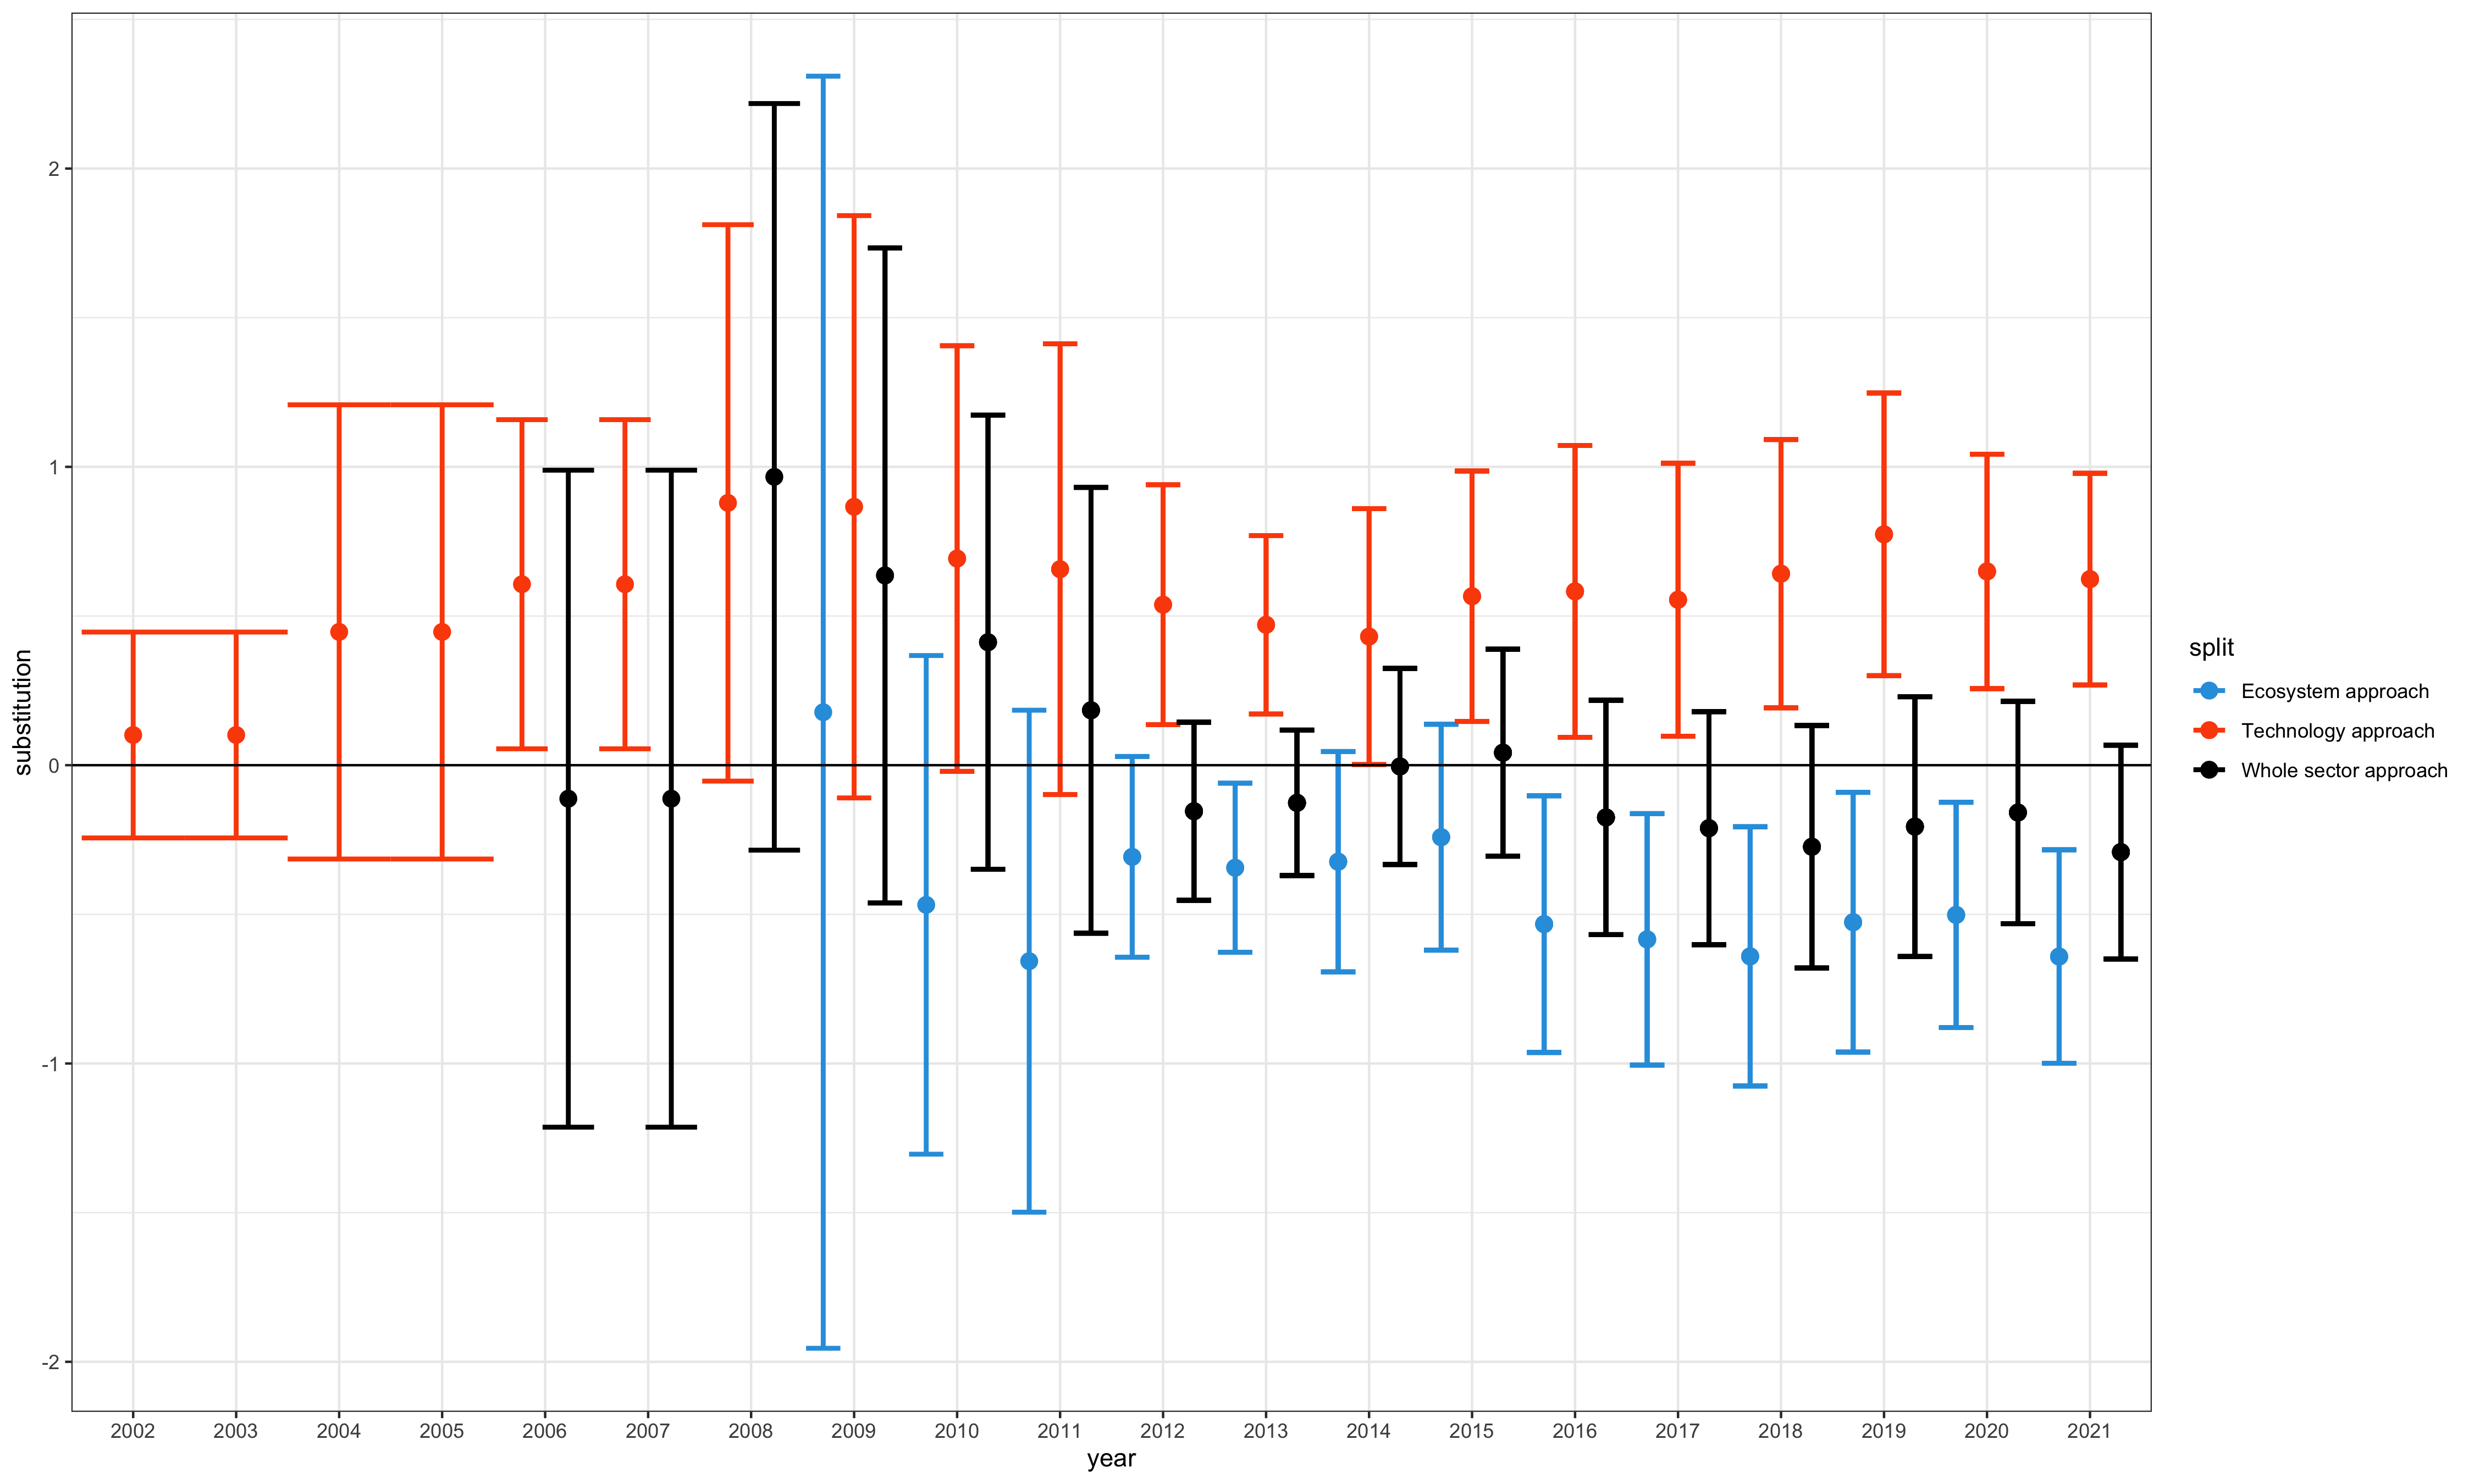 substitution
2
1
0
-1
-2
2002 2003 2004 2005 2006 2007 2008 2009 2010 2011 2012 2013 2014 2015 2016 2017 2018 2019 2020 2021
year
split
Ecosystem approach
Technology approach
Whole sector approach